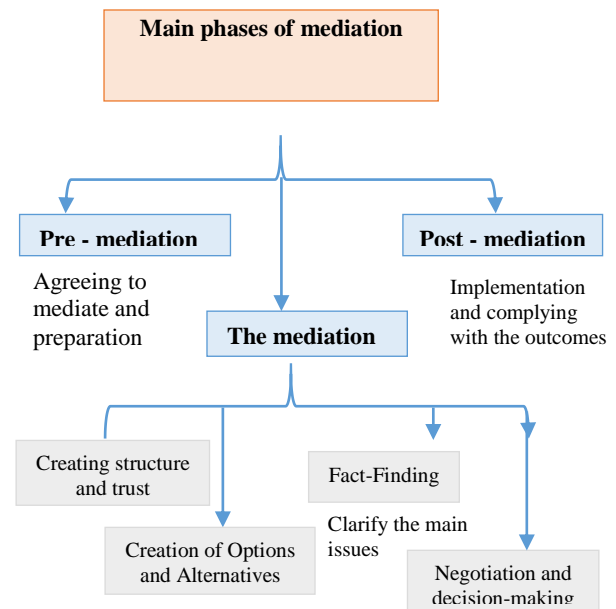 Main phases of mediation
Pre - mediation
Post - mediation
Agreeing to
mediate and
preparation
Implementation
and complying
with the outcomes
The mediation
Creating structure
and trust
Fact-Finding
Clarify the main
issues
Creation of Options
and Alternatives
Negotiation and
decision-making